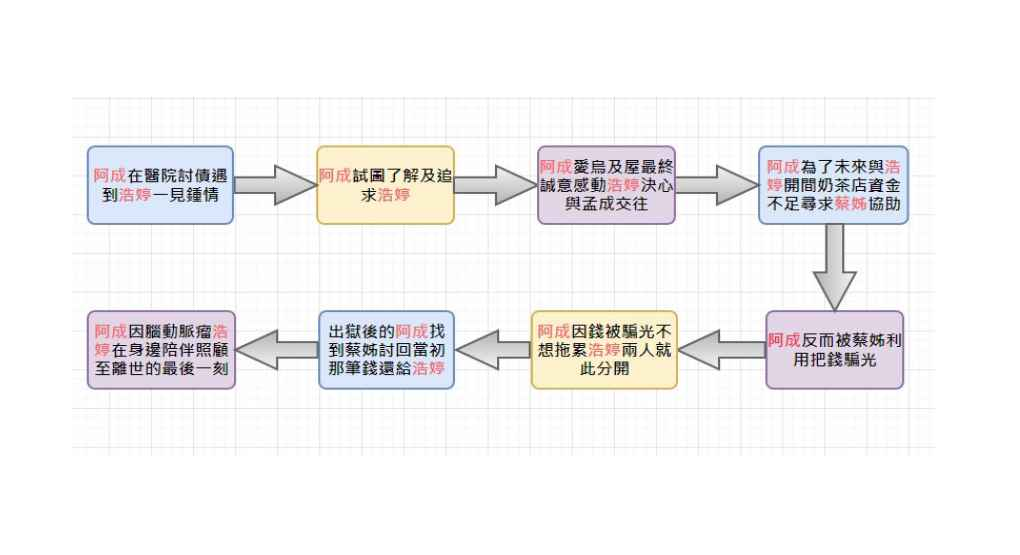 阿成在醫院討債遇
到浩婷一見鍾情
阿成試圖了解及追
求浩婷
阿成愛烏及屋最終
誠意感動浩婷決心
與孟成交往
阿成為了未來與浩
婷開間奶茶店資金
不足尋求蔡姊協助
阿成反而被蔡姊利
用把錢騙光
阿成因錢被騙光不
想拖累浩婷兩人就
此分開
出獄後的阿成找
到蔡姊討回當初
那筆錢還給浩婷
阿成因腦動脈瘤浩
婷在身邊陪伴照顧
至離世的最後一刻